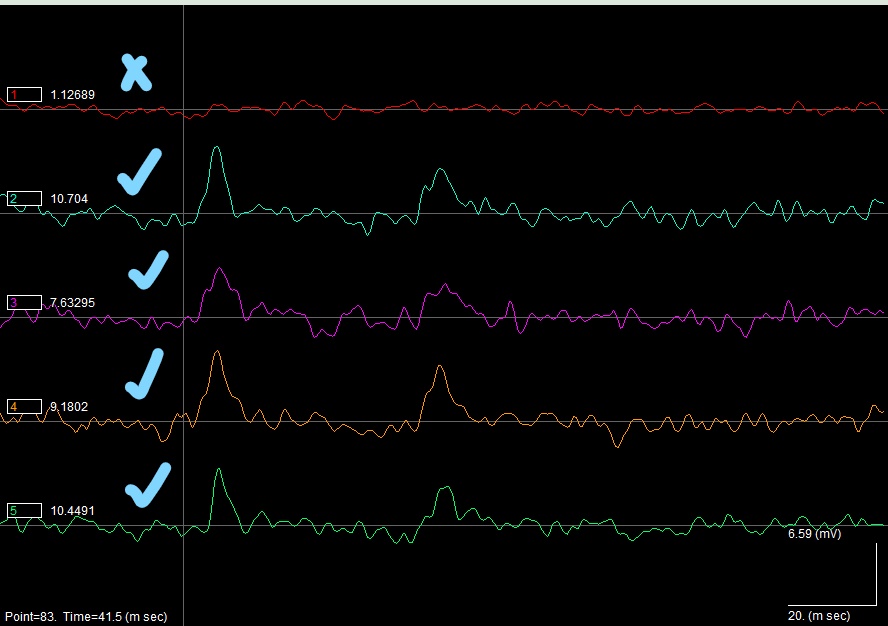 1 1.12689
2 10.704
3 7.63295
4 9.1802
5 10.4491
6.59 (mV)
20. (m sec)
Point=83. Time=41.5 (m sec)